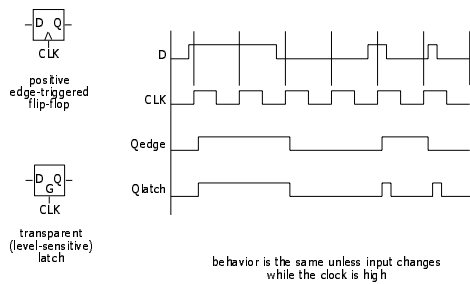 D Q
CLK
positive
edge-triggered
flip-flop
D Q
G
CLK
transparent
(level-sensitive)
latch
D
CLK
Qedge
Qlatch
behavior is the same unless input changes
while the clock is high